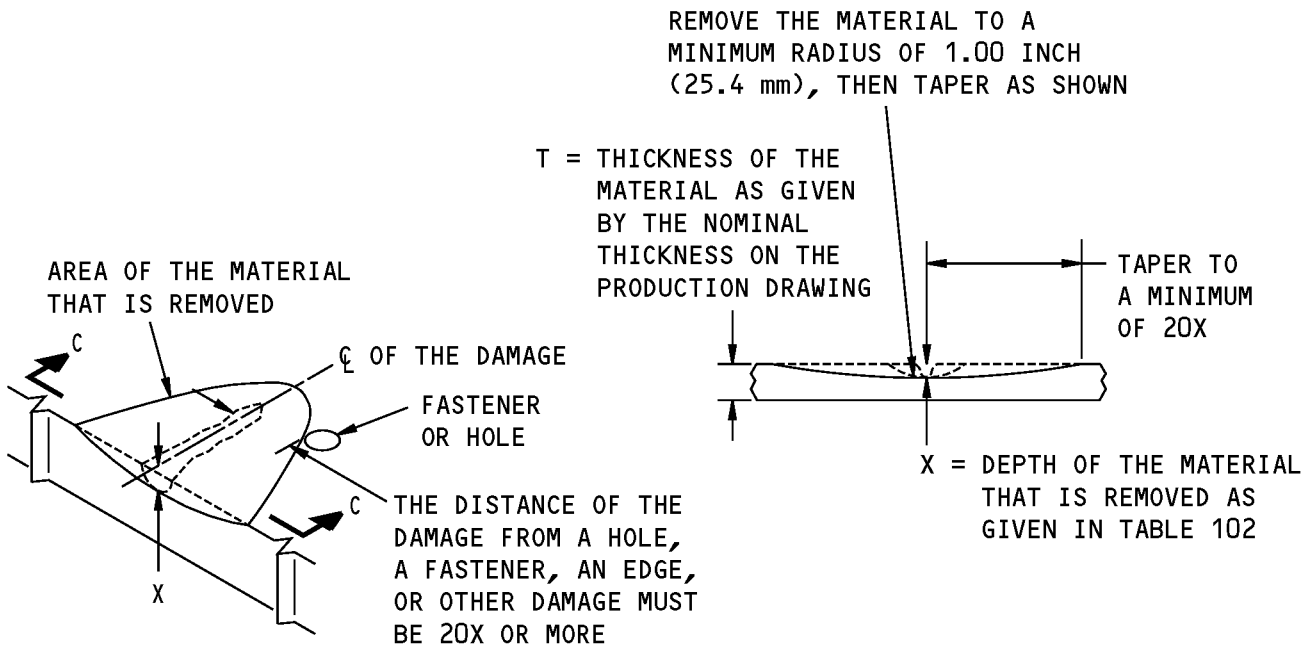 REMOVE THE MATERIAL TO A
MINIMUM RADIUS OF 1.00 INCH
(25.4 mm), THEN TAPER AS SHOWN
T = THICKNESS OF THE
MATERIAL AS GIVEN
BY THE NOMINAL
THICKNESS ON THE
PRODUCTION DRAWING
AREA OF THE MATERIAL
THAT IS REMOVED
TAPER TO
A MINIMUM
OF 20X
C
℄ OF THE DAMAGE
FASTENER
OR HOLE
X = DEPTH OF THE MATERIAL
THAT IS REMOVED AS
GIVEN IN TABLE 102
C
THE DISTANCE OF THE
DAMAGE FROM A HOLE,
A FASTENER, AN EDGE,
OR OTHER DAMAGE MUST
BE 20X OR MORE
X